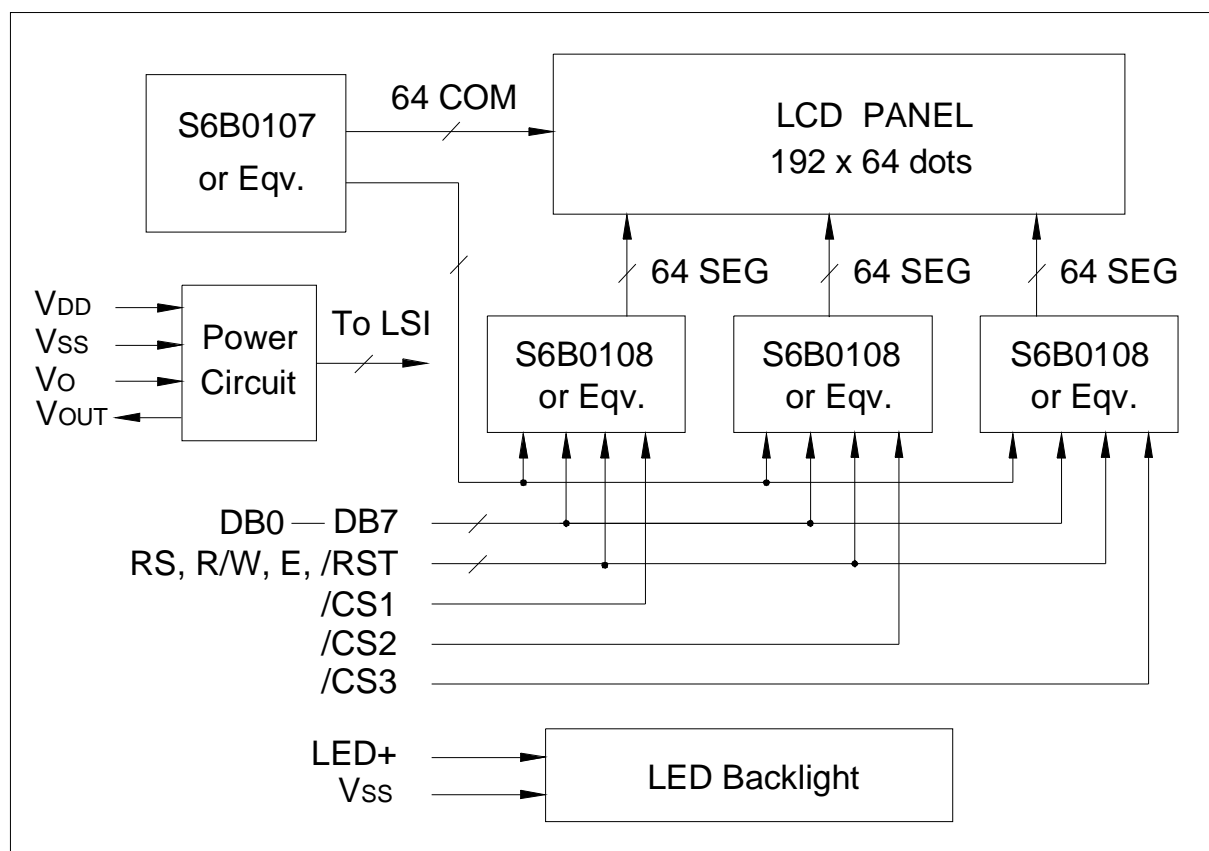 S6B0107
or Eqv.
64 COM
LCD PANEL
192 x 64 dots
64 SEG
64 SEG
64 SEG
VDD
VSS
VO
VOUT
Power
Circuit
To LSI
S6B0108
or Eqv.
S6B0108
or Eqv.
S6B0108
or Eqv.
DB0 — DB7
RS, R/W, E, /RST
/CS1
/CS2
/CS3
LED+
VSS
LED Backlight